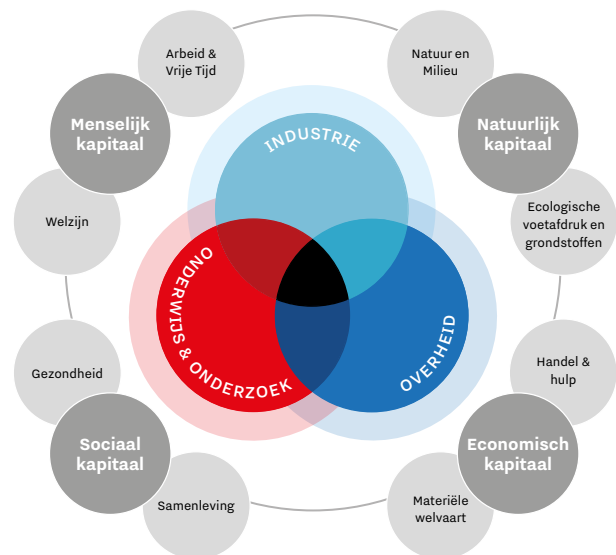 Arbeid &
Vrije Tijd
Natuur en
Milieu
Menselijk
kapitaal
Natuurlijk
kapitaal
INDUSTRIE
Welzijn
Ecologische
voetafdruk en
grondstoffen
ONDERWIJS & ONDERZOEK
OVERHEID
Gezondheid
Handel &
hulp
Sociaal
kapitaal
Economisch
kapitaal
Samenleving
Materiële
welvaart